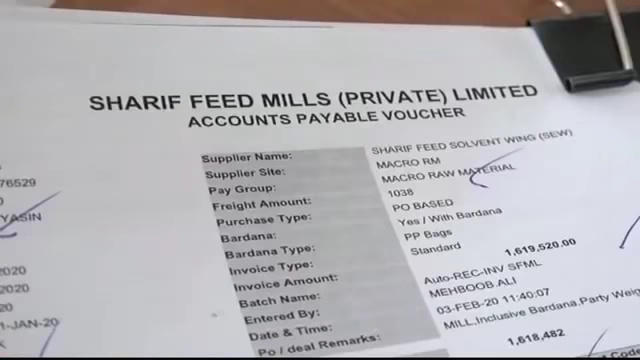 SHARIF FEED MILLS (PRIVATE) LIMITED
ACCOUNTS PAYABLE VOUCHER
Supplier Name: SHARIF FEED SOLVENT WING (SEW)
Supplier Site: MACRO RM
76529 Pay Group: MACRO RAW MATERIAL
Freight Amount: 1038
YASIN Purchase Type: PO BASED
Bardana: Yes / With Bardana
Bardana Type: PP Bags
2020 Invoice Type: Standard
2020 Invoice Amount: 1,619,520.00
2020 Batch Name: Auto-REC-INV SFML
Entered By: MEHBOOB.ALI
1-JAN-20 Date & Time: 03-FEB-20 11:40:07
Po / deal Remarks: MILL,Inclusive Bardana,Party Weig
1,618,482
Code